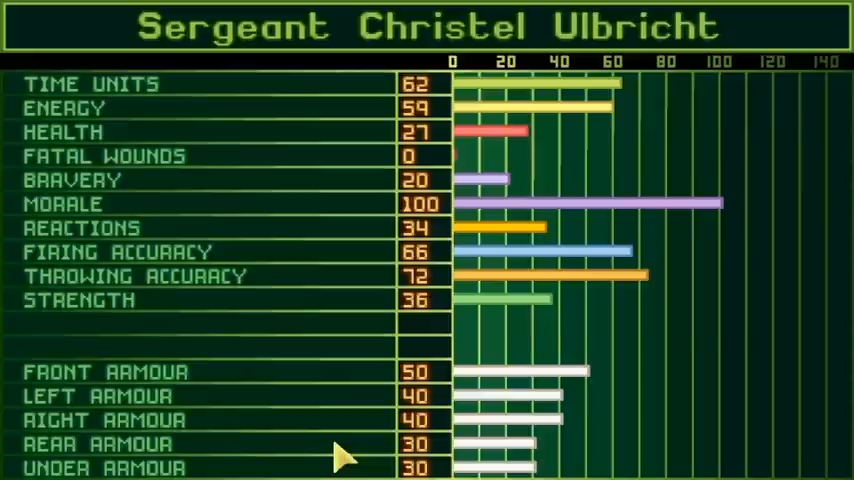 Sergeant Christel Ulbricht
0 20 40 60 80 100 120 140
TIME UNITS 62
ENERGY 59
HEALTH 27
FATAL WOUNDS 0
BRAVERY 20
MORALE 100
REACTIONS 34
FIRING ACCURACY 66
THROWING ACCURACY 72
STRENGTH 36
FRONT ARMOUR 50
LEFT ARMOUR 40
RIGHT ARMOUR 40
REAR ARMOUR 30
UNDER ARMOUR 30